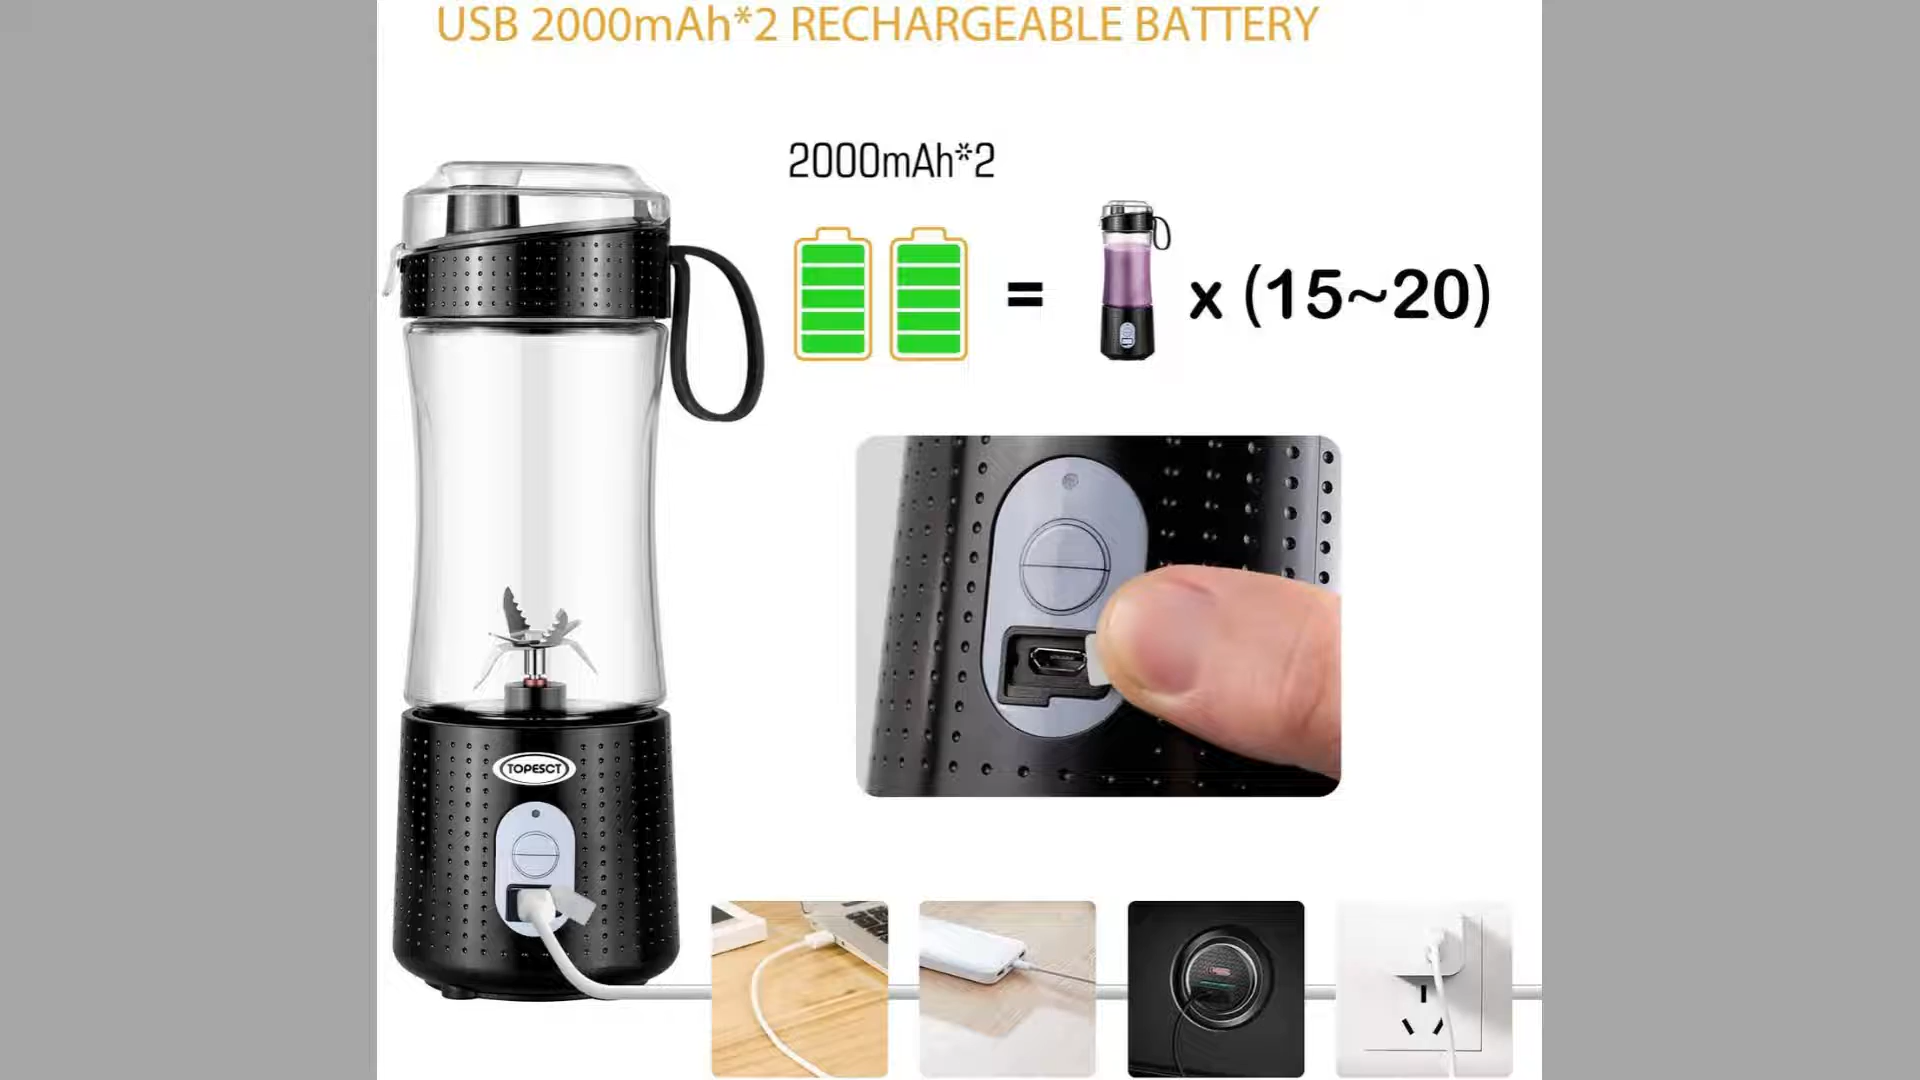 USB 2000mAh*2 RECHARGEABLE BATTERY
2000mAh*2
= x (15~20)
TOPESCT